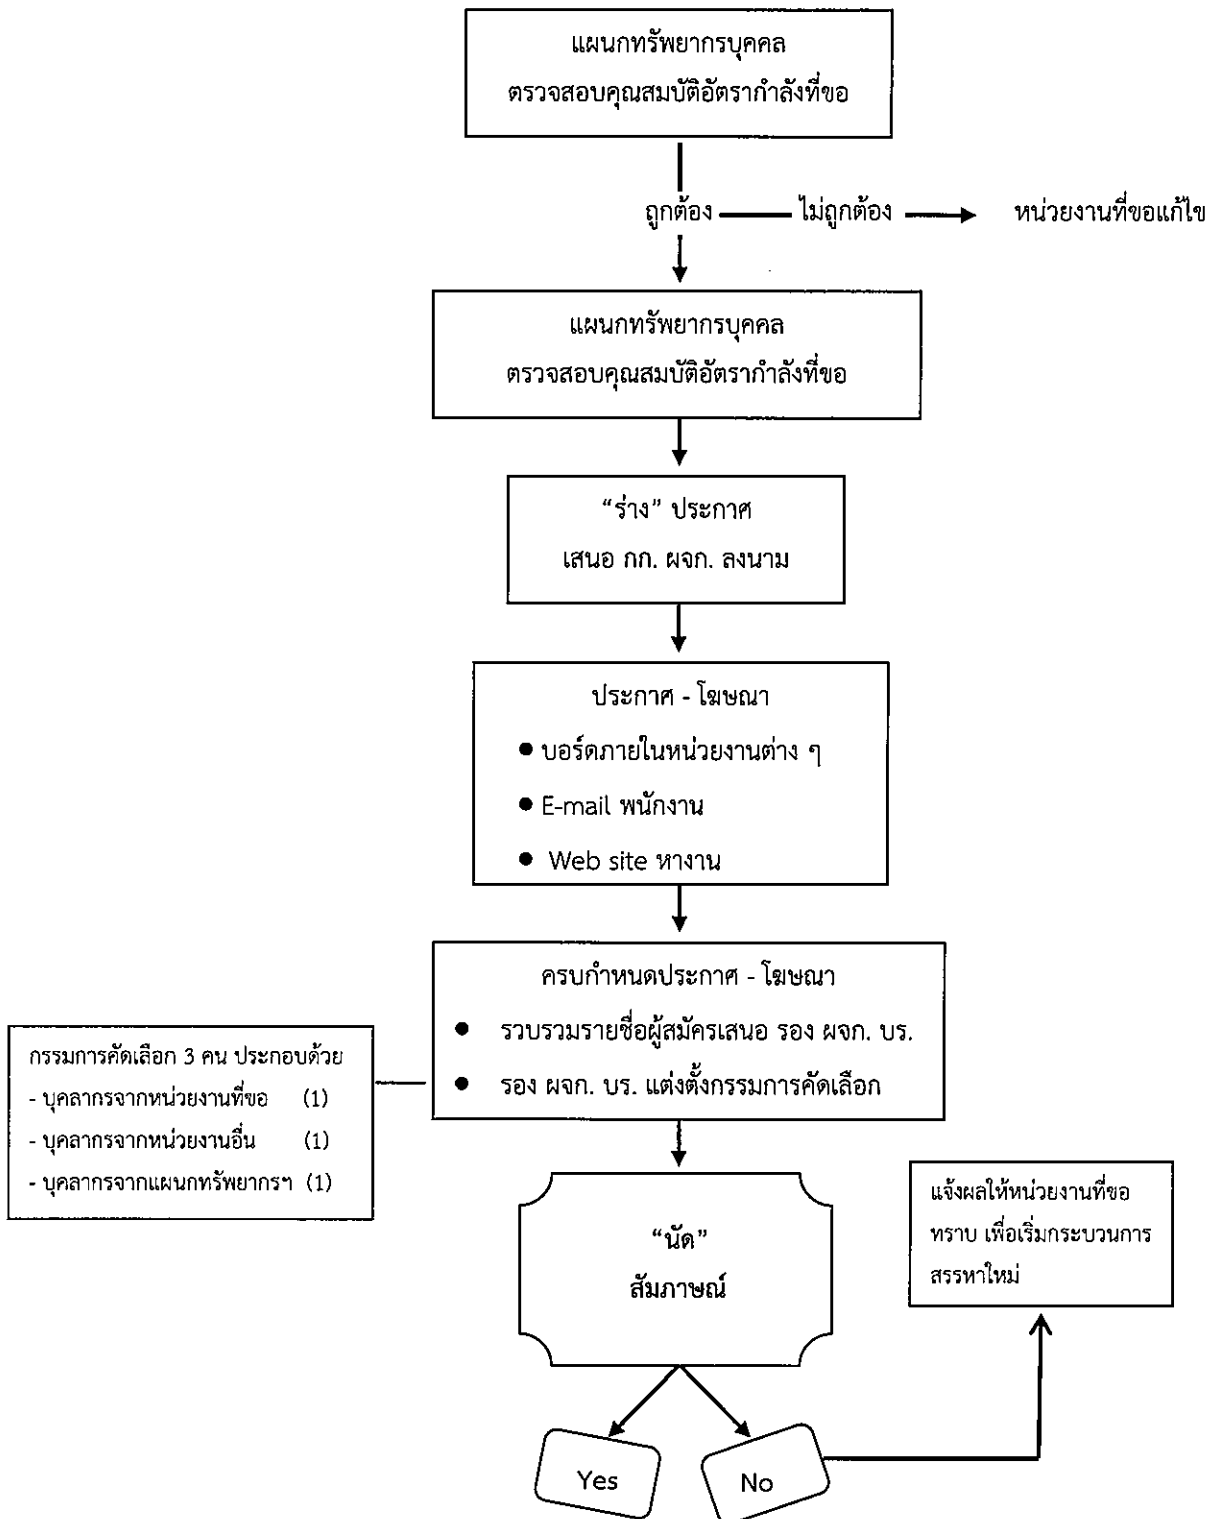 แผนกทรัพยากรบุคคล
ตรวจสอบคุณสมบัติอัตรากำลังที่ขอ
ถูกต้อง ไม่ถูกต้อง หน่วยงานที่ขอแก้ไข
แผนกทรัพยากรบุคคล
ตรวจสอบคุณสมบัติอัตรากำลังที่ขอ
“ร่าง” ประกาศ
เสนอ กก. ผจก. ลงนาม
ประกาศ - โฆษณา
● บอร์ดภายในหน่วยงานต่าง ๆ
● E-mail พนักงาน
● Web site หางาน
ครบกำหนดประกาศ - โฆษณา
● รวบรวมรายชื่อผู้สมัครเสนอ รอง ผจก. บร.
● รอง ผจก. บร. แต่งตั้งกรรมการคัดเลือก
กรรมการคัดเลือก 3 คน ประกอบด้วย
- บุคลากรจากหน่วยงานที่ขอ (1)
- บุคลากรจากหน่วยงานอื่น (1)
- บุคลากรจากแผนกทรัพยากรฯ (1)
“นัด”
สัมภาษณ์
แจ้งผลให้หน่วยงานที่ขอ
ทราบ เพื่อเริ่มกระบวนการ
สรรหาใหม่
Yes
No